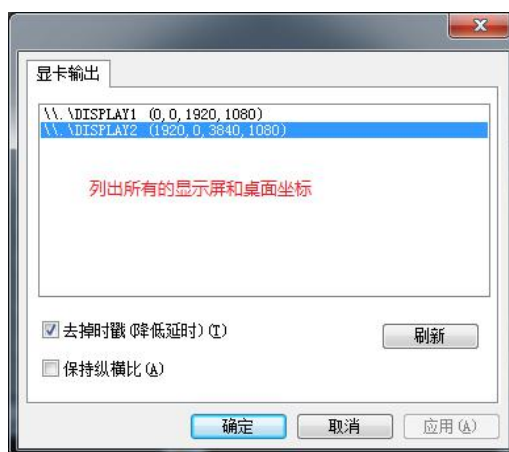 显卡输出
\\.\DISPLAY1 (0,0,1920,1080)
\\.\DISPLAY2 (1920,0,3840,1080)
列出所有的显示屏和桌面坐标
去掉时戳(降低延时)(T)
刷新
保持纵横比(A)
确定
取消
应用(A)